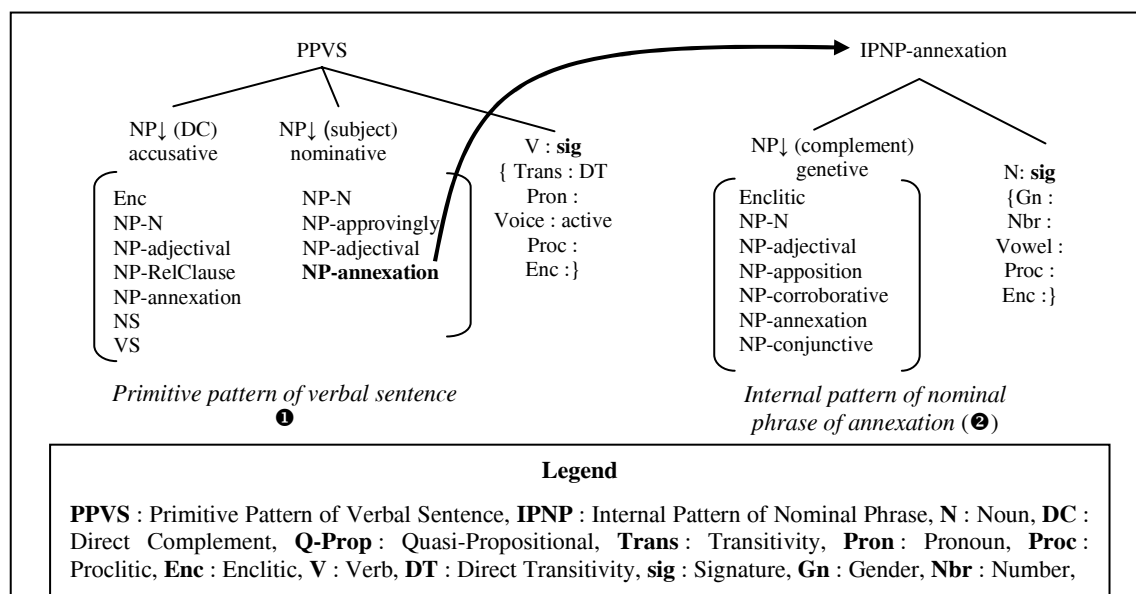 PPVS
IPNP-annexation
NP↓ (DC)
accusative
NP↓ (subject)
nominative
V : sig
{ Trans : DT
Pron :
Voice : active
Proc :
Enc :}
Enc
NP-N
NP-adjectival
NP-RelClause
NP-annexation
NS
VS
NP-N
NP-approvingly
NP-adjectival
NP-annexation
NP↓ (complement)
genetive
N: sig
{Gn :
Nbr :
Vowel :
Proc :
Enc :}
Enclitic
NP-N
NP-adjectival
NP-apposition
NP-corroborative
NP-annexation
NP-conjunctive
Primitive pattern of verbal sentence
❶
Internal pattern of nominal
phrase of annexation (❷)
Legend
PPVS : Primitive Pattern of Verbal Sentence, IPNP : Internal Pattern of Nominal Phrase, N : Noun, DC :
Direct Complement, Q-Prop : Quasi-Propositional, Trans : Transitivity, Pron : Pronoun, Proc :
Proclitic, Enc : Enclitic, V : Verb, DT : Direct Transitivity, sig : Signature, Gn : Gender, Nbr : Number,